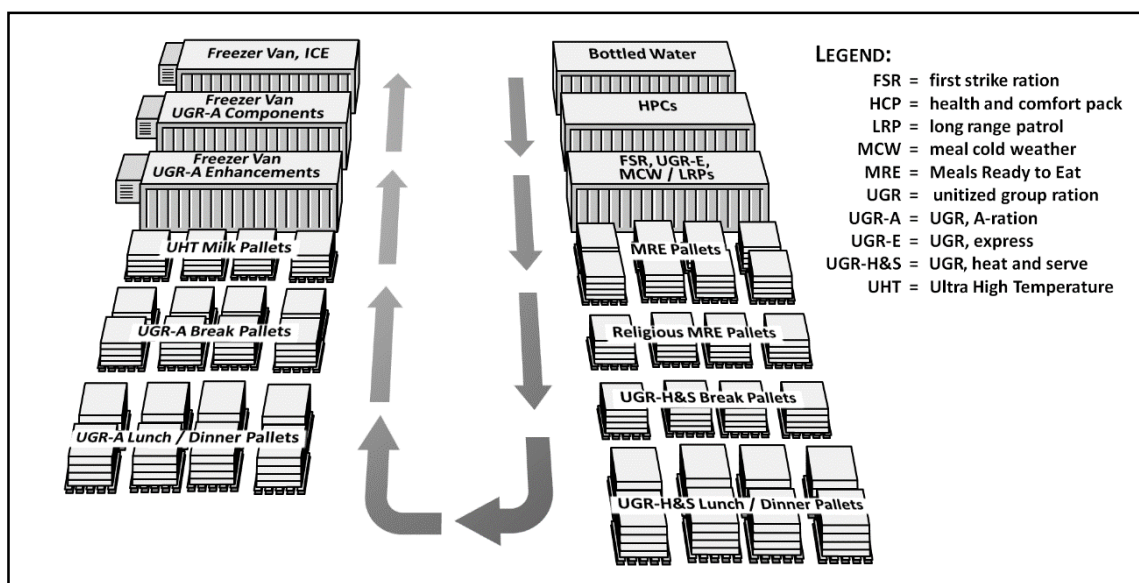 Freezer Van, ICE
Freezer Van
UGR-A Components
Freezer Van
UGR-A Enhancements
UHT Milk Pallets
UGR-A Break Pallets
UGR-A Lunch / Dinner Pallets
Bottled Water
HPCs
FSR, UGR-E,
MCW / LRPs
MRE Pallets
Religious MRE Pallets
UGR-H&S Break Pallets
UGR-H&S Lunch / Dinner Pallets
LEGEND:
FSR = first strike ration
HCP = health and comfort pack
LRP = long range patrol
MCW = meal cold weather
MRE = Meals Ready to Eat
UGR = unitized group ration
UGR-A = UGR, A-ration
UGR-E = UGR, express
UGR-H&S = UGR, heat and serve
UHT = Ultra High Temperature